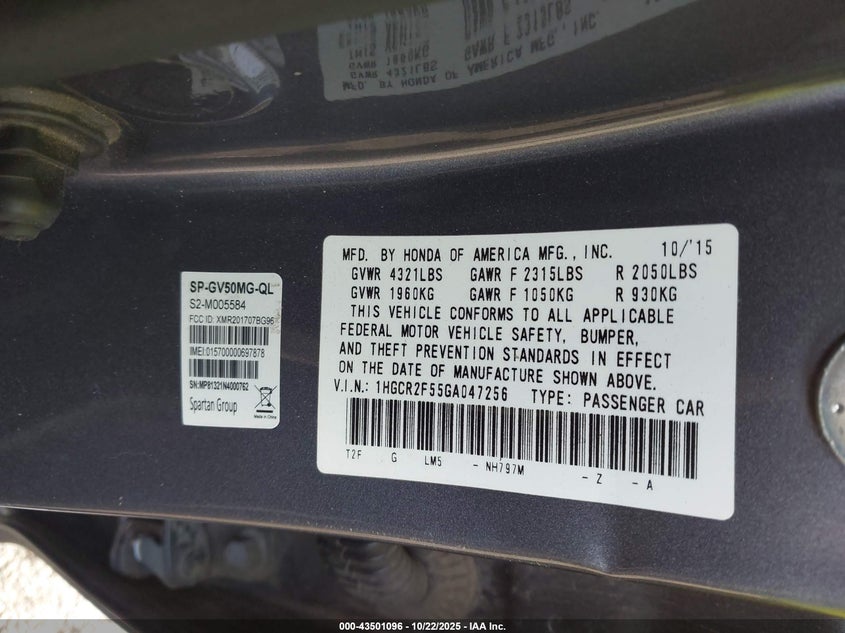 SP-GV50MG-QL
S2-M005584
FCC ID: XMR201707BG96
IMEI:015700000697878
SN:MP81321N4000762
Spartan Group
Made in China
MFD. BY HONDA OF AMERICA MFG., INC. 10/'15
GVWR 4321LBS GAWR F 2315LBS R 2050LBS
GVWR 1960KG GAWR F 1050KG R 930KG
THIS VEHICLE CONFORMS TO ALL APPLICABLE
FEDERAL MOTOR VEHICLE SAFETY, BUMPER,
AND THEFT PREVENTION STANDARDS IN EFFECT
ON THE DATE OF MANUFACTURE SHOWN ABOVE.
V.I.N.: 1HGCR2F55GA047256 TYPE: PASSENGER CAR
T2F G LM5 - NH797M - Z - A
000-43501096 - 10/22/2025 - IAA Inc.